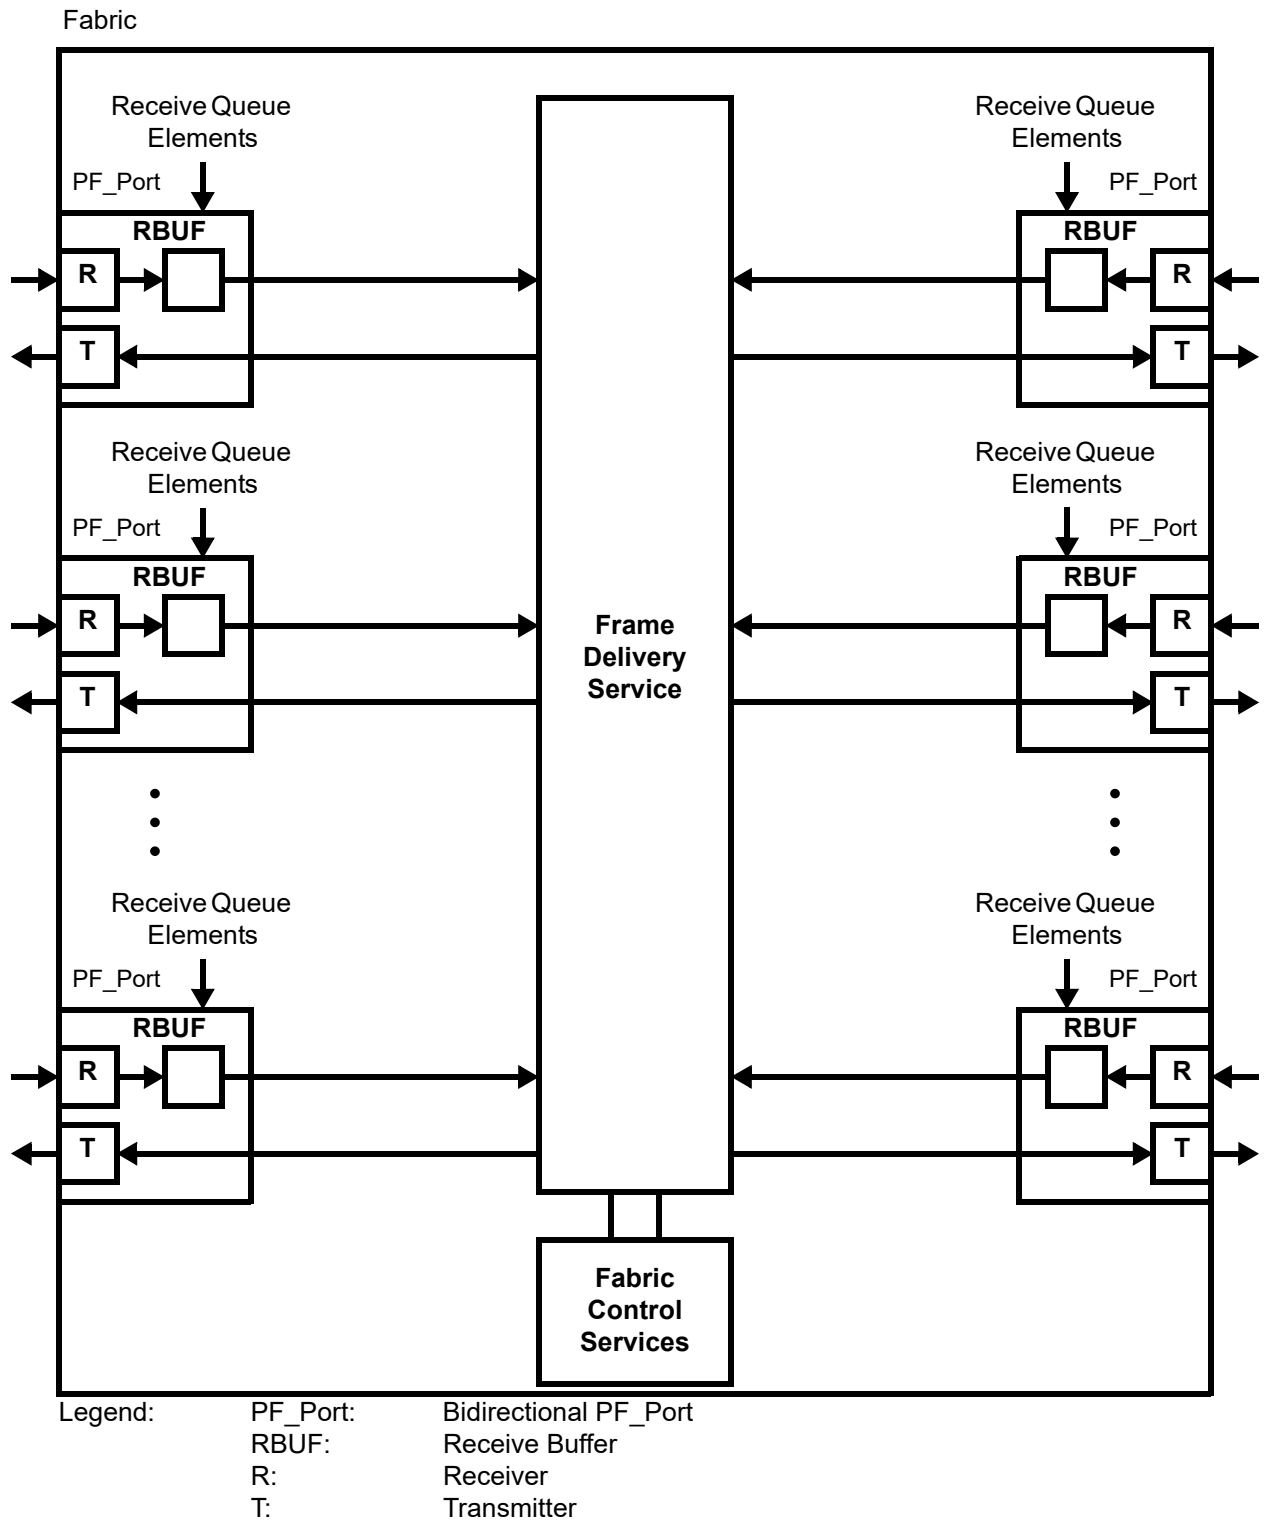 Fabric
Receive Queue
Elements
PF_Port
RBUF
R
T
Receive Queue
Elements
PF_Port
RBUF
R
T
Receive Queue
Elements
PF_Port
RBUF
R
T
Receive Queue
Elements
PF_Port
RBUF
R
T
Frame
Delivery
Service
Receive Queue
Elements
PF_Port
RBUF
R
T
Receive Queue
Elements
PF_Port
RBUF
R
T
Fabric
Control
Services
Legend: PF_Port: Bidirectional PF_Port
RBUF: Receive Buffer
R: Receiver
T: Transmitter